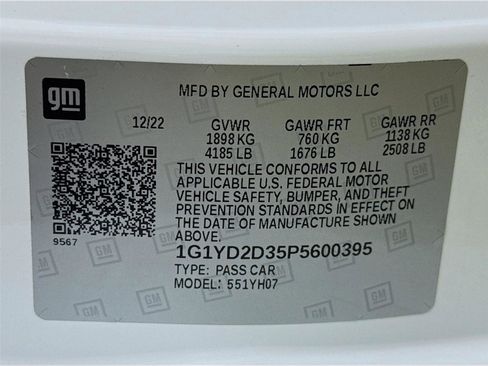 gm
MFD BY GENERAL MOTORS LLC
12/22 GVWR GAWR FRT GAWR RR
1898 KG 760 KG 1138 KG
4185 LB 1676 LB 2508 LB
THIS VEHICLE CONFORMS TO ALL
APPLICABLE U.S. FEDERAL MOTOR
VEHICLE SAFETY, BUMPER, AND THEFT
PREVENTION STANDARDS IN EFFECT ON
THE DATE OF MANUFACTURE SHOWN
ABOVE.
9567
1G1YD2D35P5600395
TYPE: PASS CAR
MODEL: 551YH07